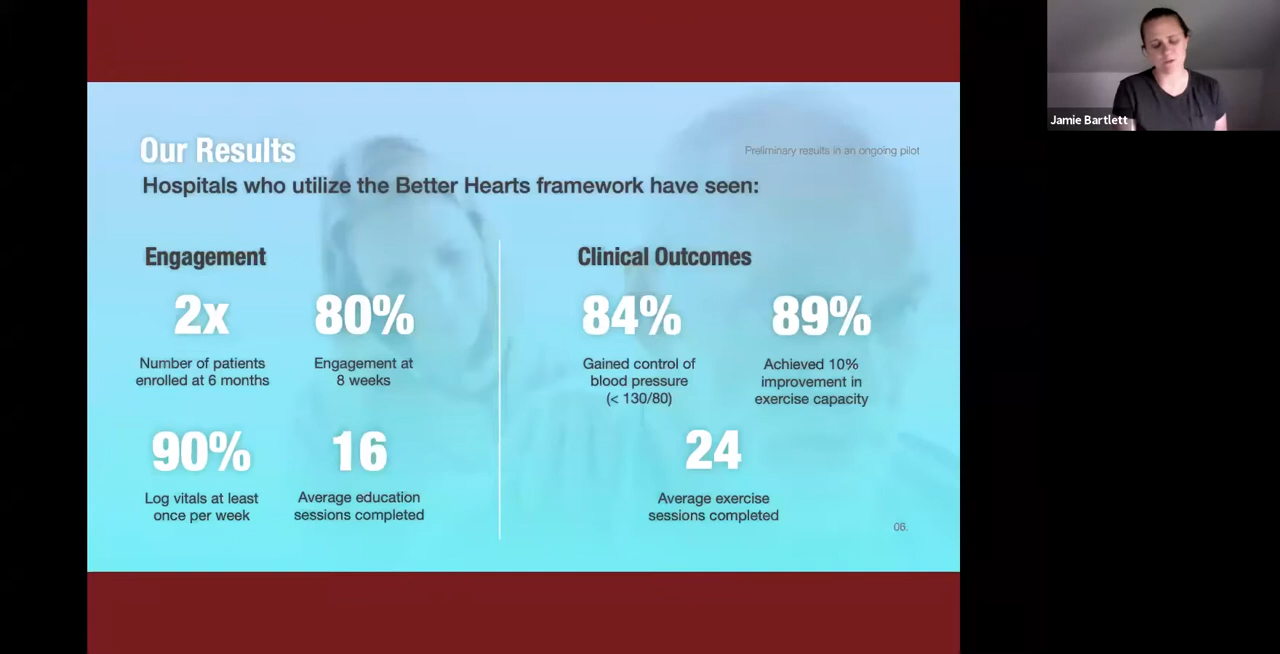 Our Results
Preliminary results in an ongoing pilot
Hospitals who utilize the Better Hearts framework have seen:
Engagement
2x
Number of patients
enrolled at 6 months
80%
Engagement at
8 weeks
90%
Log vitals at least
once per week
16
Average education
sessions completed
Clinical Outcomes
84%
Gained control of
blood pressure
(< 130/80)
89%
Achieved 10%
improvement in
exercise capacity
24
Average exercise
sessions completed
06.
Jamie Bartlett